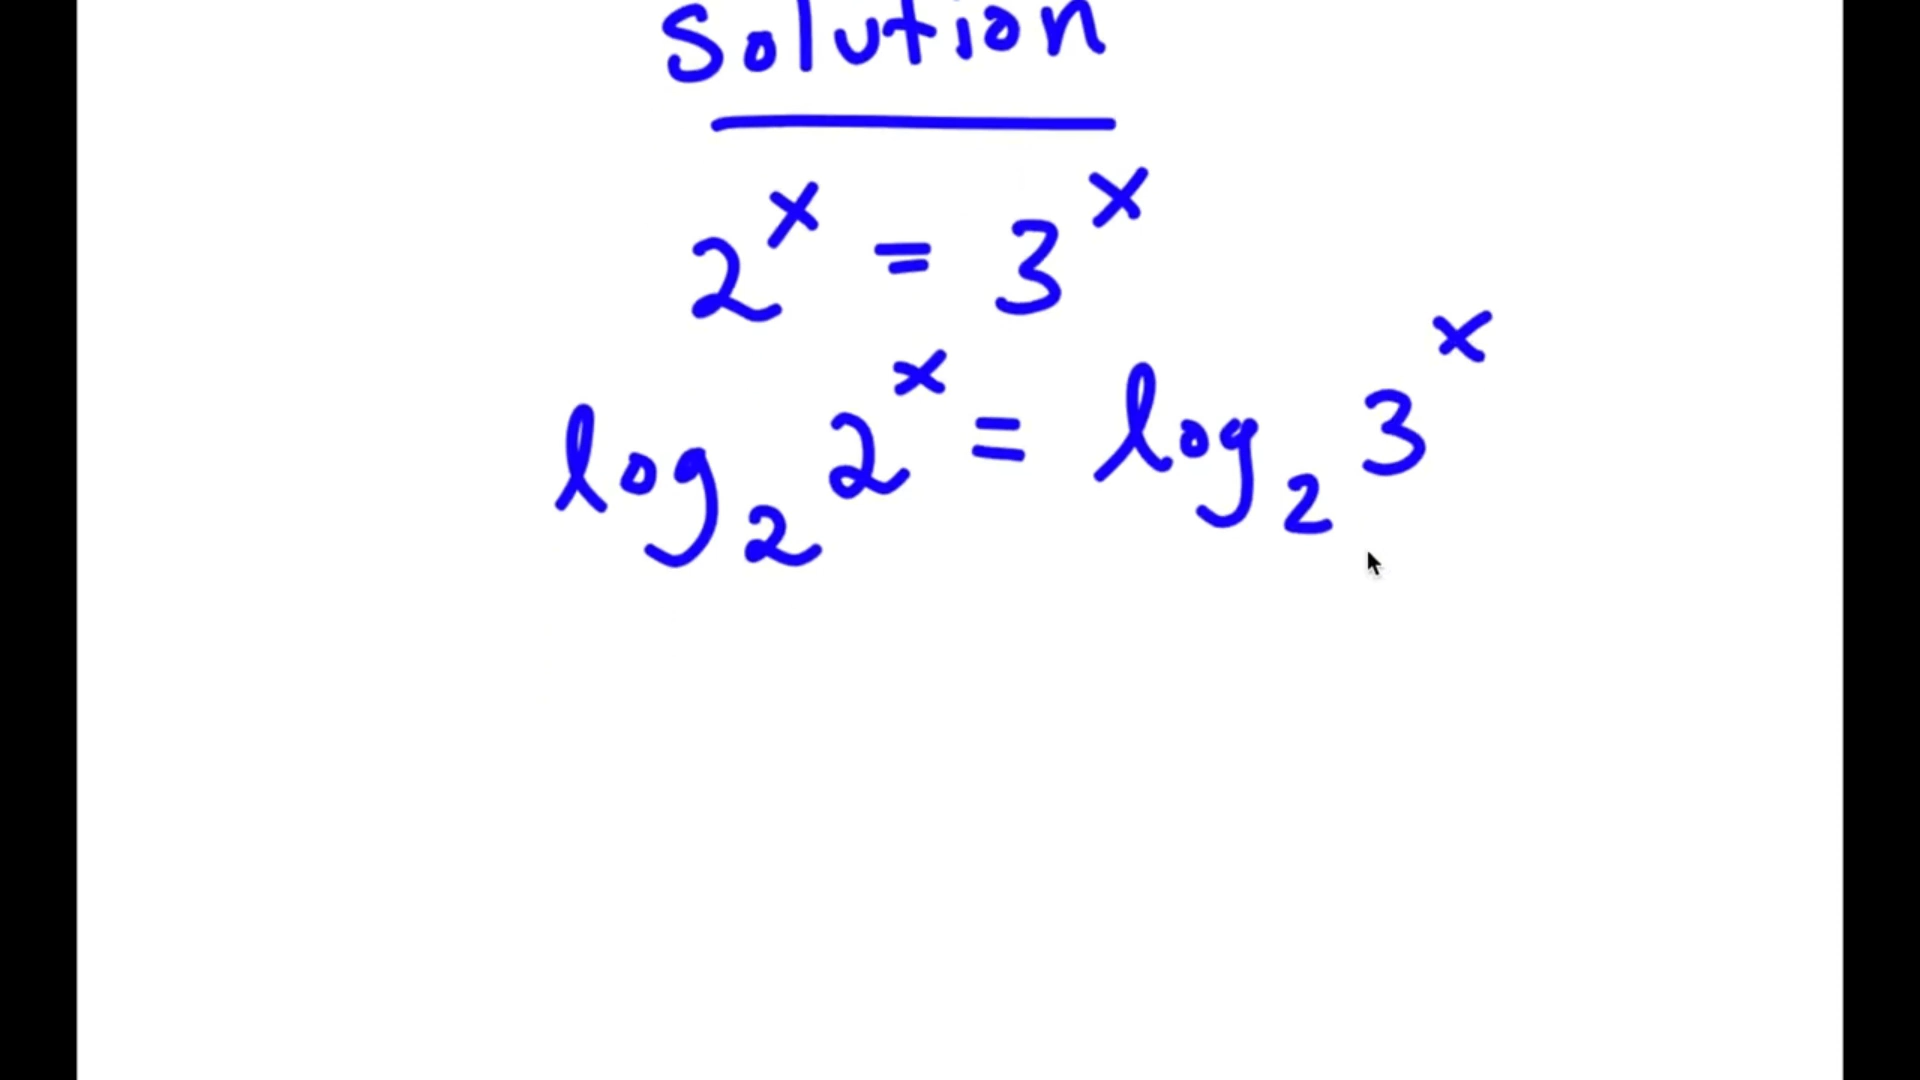 Solution
2^x = 3^x
log_2 2^x = log_2 3^x